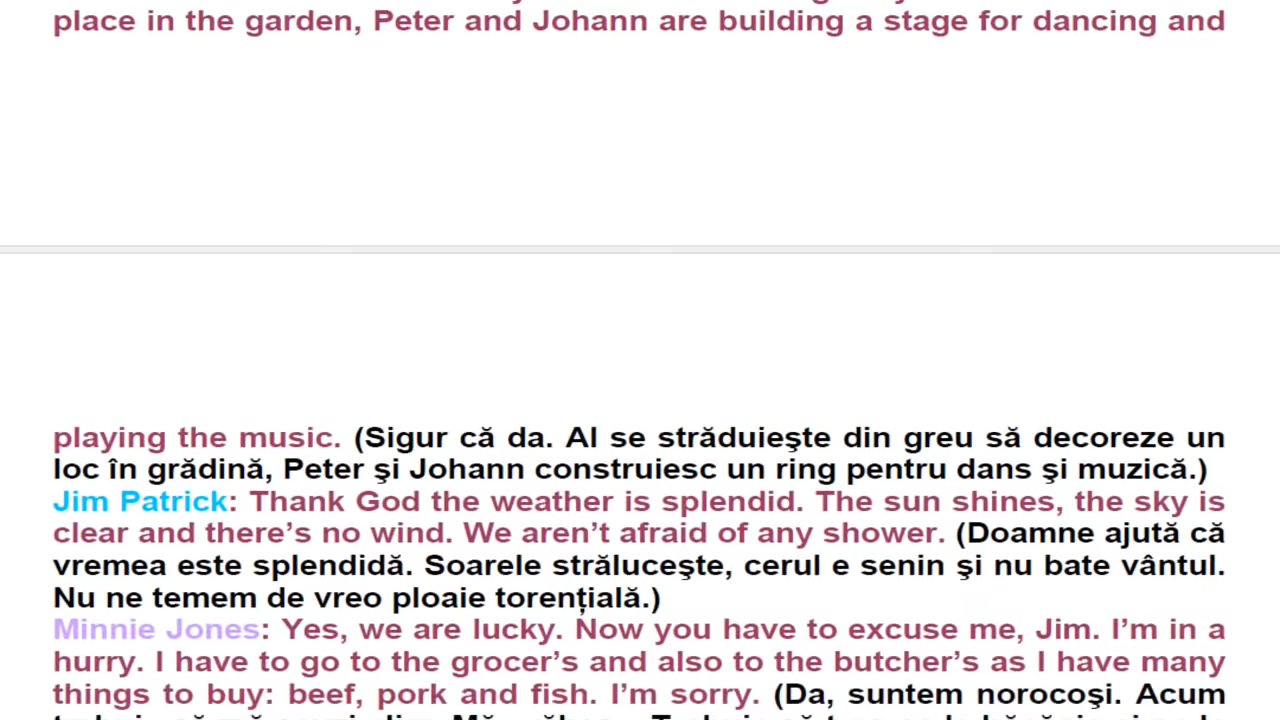 place in the garden, Peter and Johann are building a stage for dancing and
playing the music. (Sigur că da. Al se străduieşte din greu să decoreze un
loc în grădină, Peter şi Johann construiesc un ring pentru dans şi muzică.)
Jim Patrick: Thank God the weather is splendid. The sun shines, the sky is
clear and there’s no wind. We aren’t afraid of any shower. (Doamne ajută că
vremea este splendidă. Soarele străluceşte, cerul e senin şi nu bate vântul.
Nu ne temem de vreo ploaie torențială.)
Minnie Jones: Yes, we are lucky. Now you have to excuse me, Jim. I’m in a
hurry. I have to go to the grocer’s and also to the butcher’s as I have many
things to buy: beef, pork and fish. I’m sorry. (Da, suntem norocoşi. Acum